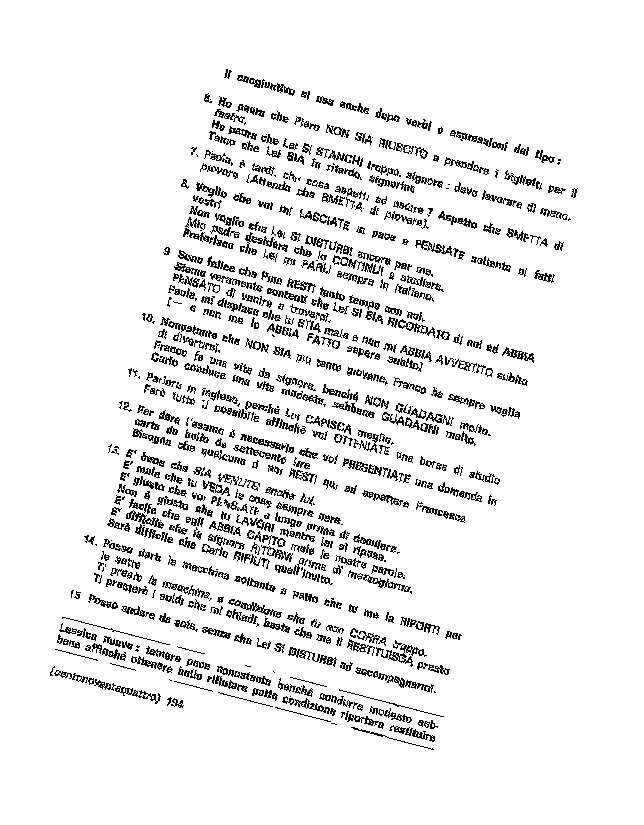 Il congiuntivo si usa anche dopo verbi o espressioni del tipo:
6. Ho paura che Piero NON SIA RIUSCITO a prendere i biglietti per il
teatro.
Ho paura che Lei SI STANCHI troppo, signora: deve lavorare di meno.
Temo che Lei SIA in ritardo, signorina
7. Paola, è tardi, che cosa aspetti ad uscire? Aspetto che SMETTA di
piovere (Attendo che SMETTA di piovere).
8. Voglio che voi mi LASCIATE in pace e PENSIATE soltanto ai fatti
vostri
Non voglio che Lei SI DISTURBI ancora per me.
Mio padre desidera che io CONTINUI a studiare.
Preferisco che Lei mi PARLI sempre in italiano.
9 Sono felice che Pina RESTI tanto tempo con noi.
Siamo veramente contenti che Lei SI SIA RICORDATO di noi ed ABBIA
PENSATO di venire a trovarci.
Paola, mi dispiace che tu STIA male e non mi ABBIA AVVERTITO subito
(— e non me lo ABBIA FATTO sapere subito)
10. Nonostante che NON SIA più tanto giovane, Franco ha sempre voglia
di divertirsi.
Franco fa una vita da signore, benché NON GUADAGNI molto.
Carlo conduce una vita modesta, sebbene GUADAGNI molto.
11. Parlerò in inglese, perché Lei CAPISCA meglio.
Farò tutto il possibile affinché voi OTTENIATE una borsa di studio
12. Per dare l'esame è necessario che voi PRESENTIATE una domanda in
carta da bollo da settecento lire
Bisogna che qualcuno di voi RESTI qui ad aspettare Francesca
13. E' bene che SIA VENUTO anche lui.
E' male che tu VEDA le cose sempre nere.
E' giusto che voi PENSIATE a lungo prima di decidere.
Non è giusto che tu LAVORI mentre lei si riposa.
E' facile che egli ABBIA CAPITO male le nostre parole.
E' difficile che la signora RITORNI prima di mezzogiorno.
Sarà difficile che Carlo RIFIUTI quell'invito.
14. Posso darti la macchina soltanto a patto che tu me la RIPORTI per
le sette
Ti presto la macchina, a condizione che tu non CORRA troppo.
Ti presterò i soldi che mi chiedi, basta che me li RESTITUISCA presto
15 Posso andare da sola, senza che Lei SI DISTURBI ad accompagnarmi.
Lessico nuovo: temere pace nonostante benché condurre modesto seb-
bene affinché ottenere bollo rifiutare patto condizione riportare restituire
(centonovantaquattro) 194